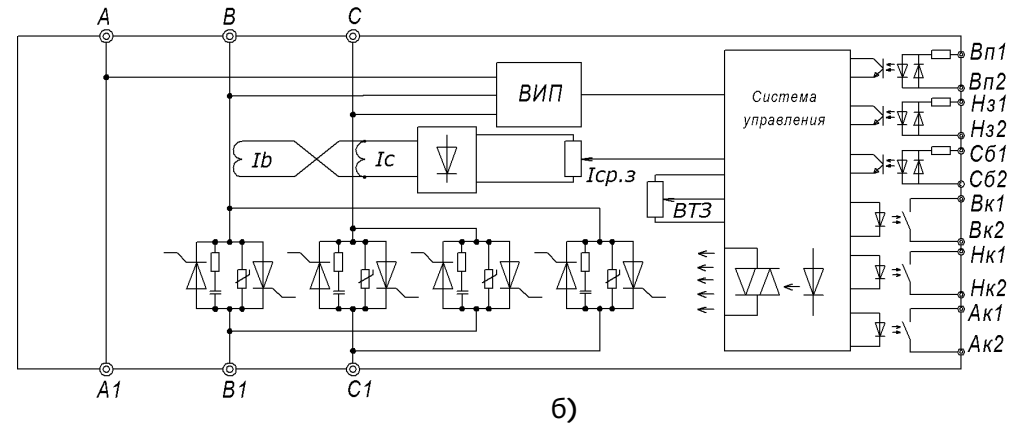 A
B
C
ВИП
Система
управления
Ib
Ic
Iср.з
ВТЗ
Вп1
Вп2
Нз1
Нз2
Сб1
Сб2
Вк1
Вк2
Нк1
Нк2
Ак1
Ак2
A1
B1
C1
б)